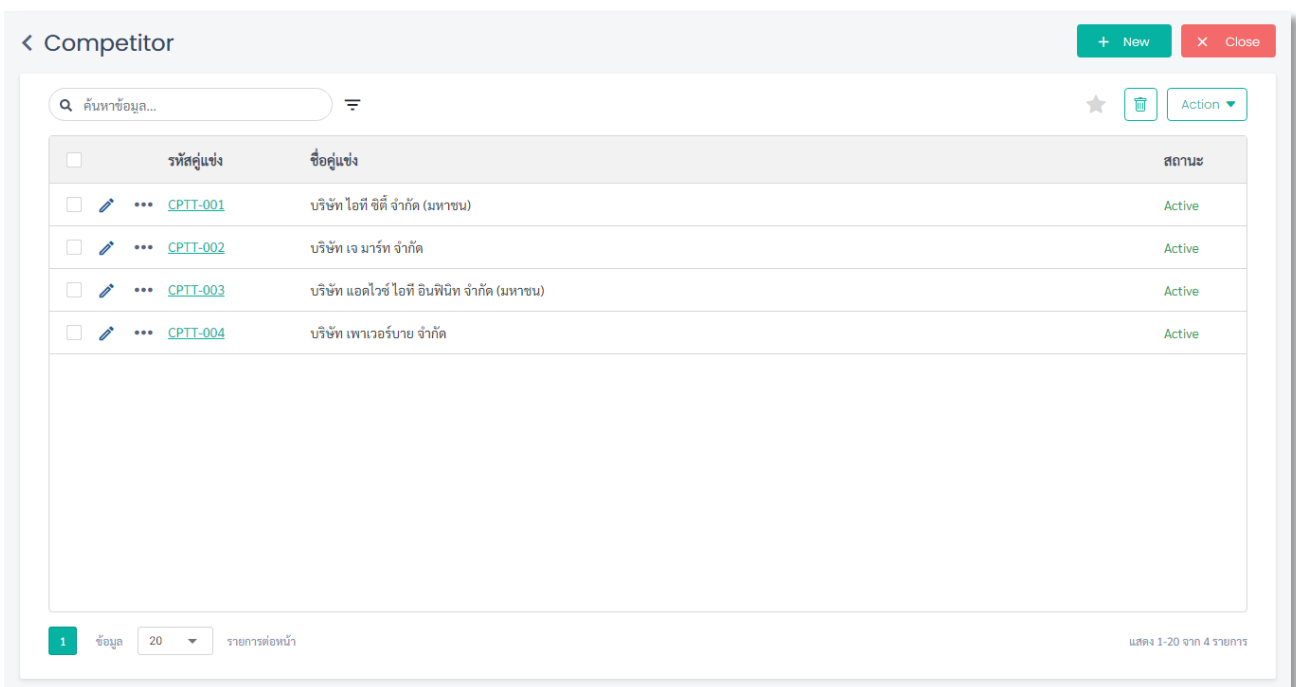 Competitor
+ New
× Close
ค้นหาข้อมูล...
Action
รหัสคู่แข่ง ชื่อคู่แข่ง สถานะ
CPTT-001 บริษัท ไอที ซิตี้ จำกัด (มหาชน) Active
CPTT-002 บริษัท เจ มาร์ท จำกัด Active
CPTT-003 บริษัท แอดไวซ์ ไอที อินฟินิท จำกัด (มหาชน) Active
CPTT-004 บริษัท เพาเวอร์บาย จำกัด Active
1 ข้อมูล 20 รายการต่อหน้า แสดง 1-20 จาก 4 รายการ